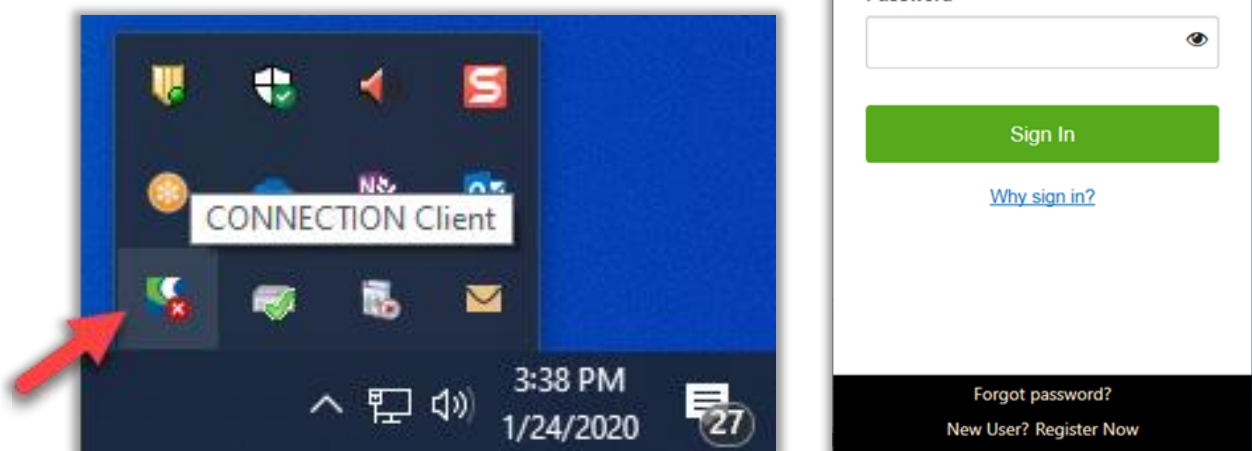 CONNECTION Client
3:38 PM
1/24/2020
27
Password
Sign In
Why sign in?
Forgot password?
New User? Register Now